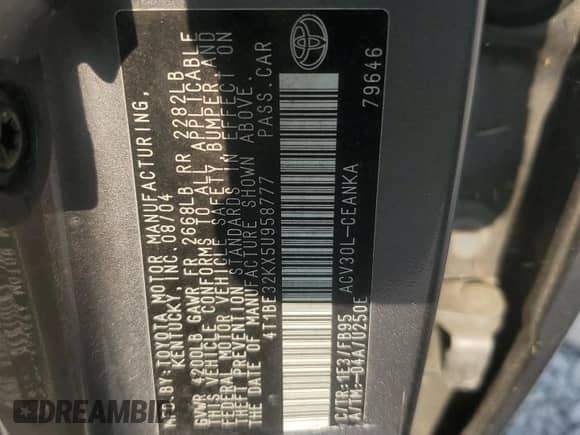 MFD. BY: TOYOTA MOTOR MANUFACTURING,
KENTUCKY, INC. 08/04
GVWR 4200LB GAWR FR 2668LB RR 2282LB
THIS VEHICLE CONFORMS TO ALL APPLICABLE
FEDERAL MOTOR VEHICLE SAFETY, BUMPER, AND
THEFT PREVENTION STANDARDS IN EFFECT ON
THE DATE OF MANUFACTURE SHOWN ABOVE.
4T1BE32KX5U958777 PASS.CAR
C/TR:1E3/FB95 ACV30L-CEANKA
A/TM:-04A/U250E 79646
AutoBidMaster